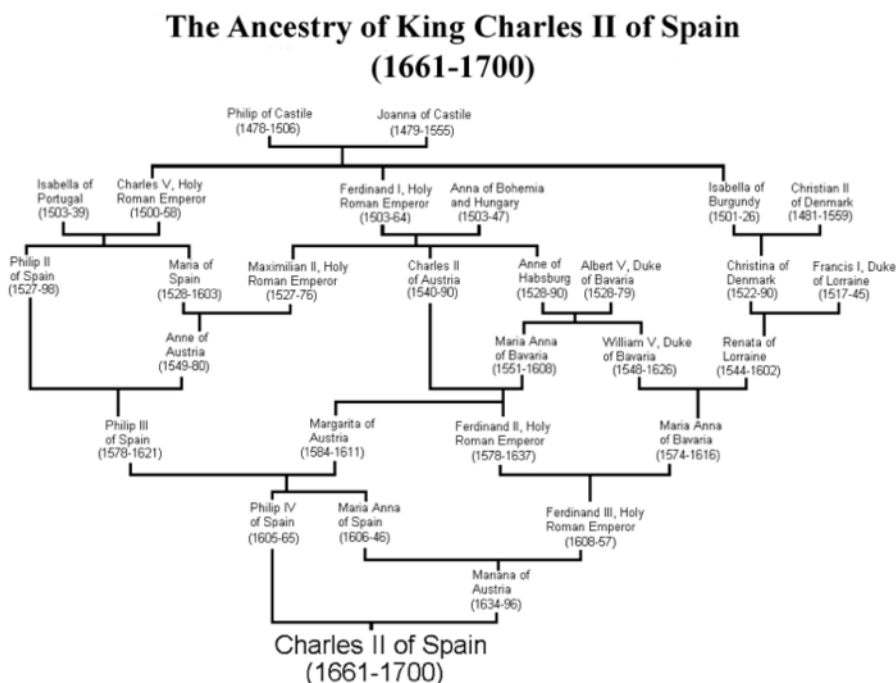 The Ancestry of King Charles II of Spain
(1661-1700)
Philip of Castile
(1478-1506)
Joanna of Castile
(1479-1555)
Isabella of
Portugal
(1503-39)
Charles V, Holy
Roman Emperor
(1500-58)
Ferdinand I, Holy
Roman Emperor
(1503-64)
Anna of Bohemia
and Hungary
(1503-47)
Isabella of
Burgundy
(1501-26)
Christian II
of Denmark
(1481-1559)
Philip II
of Spain
(1527-98)
Maria of
Spain
(1528-1603)
Maximilian II, Holy
Roman Emperor
(1527-76)
Charles II
of Austria
(1540-90)
Anne of
Habsburg
(1528-90)
Albert V, Duke
of Bavaria
(1528-79)
Christina of
Denmark
(1522-90)
Francis I, Duke
of Lorraine
(1517-45)
Anne of
Austria
(1549-80)
Maria Anna
of Bavaria
(1551-1608)
William V, Duke
of Bavaria
(1548-1626)
Renata of
Lorraine
(1544-1602)
Philip III
of Spain
(1578-1621)
Margarita of
Austria
(1584-1611)
Ferdinand II, Holy
Roman Emperor
(1578-1637)
Maria Anna
of Bavaria
(1574-1616)
Philip IV
of Spain
(1605-65)
Maria Anna
of Spain
(1606-46)
Ferdinand III, Holy
Roman Emperor
(1608-57)
Mariana of
Austria
(1634-96)
Charles II of Spain
(1661-1700)